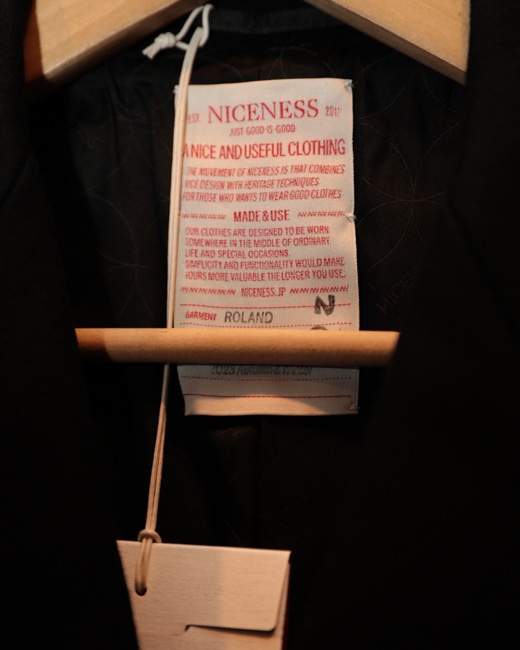 EST. NICENESS
JUST·GOOD·IS·GOOD
A NICE AND USEFUL CLOTHING
THE MOVEMENT OF NICENESS IS THAT COMBINES
NICE DESIGN WITH HERITAGE TECHNIQUES
FOR THOSE WHO WANTS TO WEAR GOOD CLOTHES
MADE & USE
OUR CLOTHES ARE DESIGNED TO BE WORN
SOMEWHERE IN THE MIDDLE OF ORDINARY
LIFE AND SPECIAL OCCASIONS.
SIMPLICITY AND FUNCTIONALITY WOULD MAKE
YOURS MORE VALUABLE THE LONGER YOU USE.
NICENESS.JP
N
GARMENT ROLAND
2023